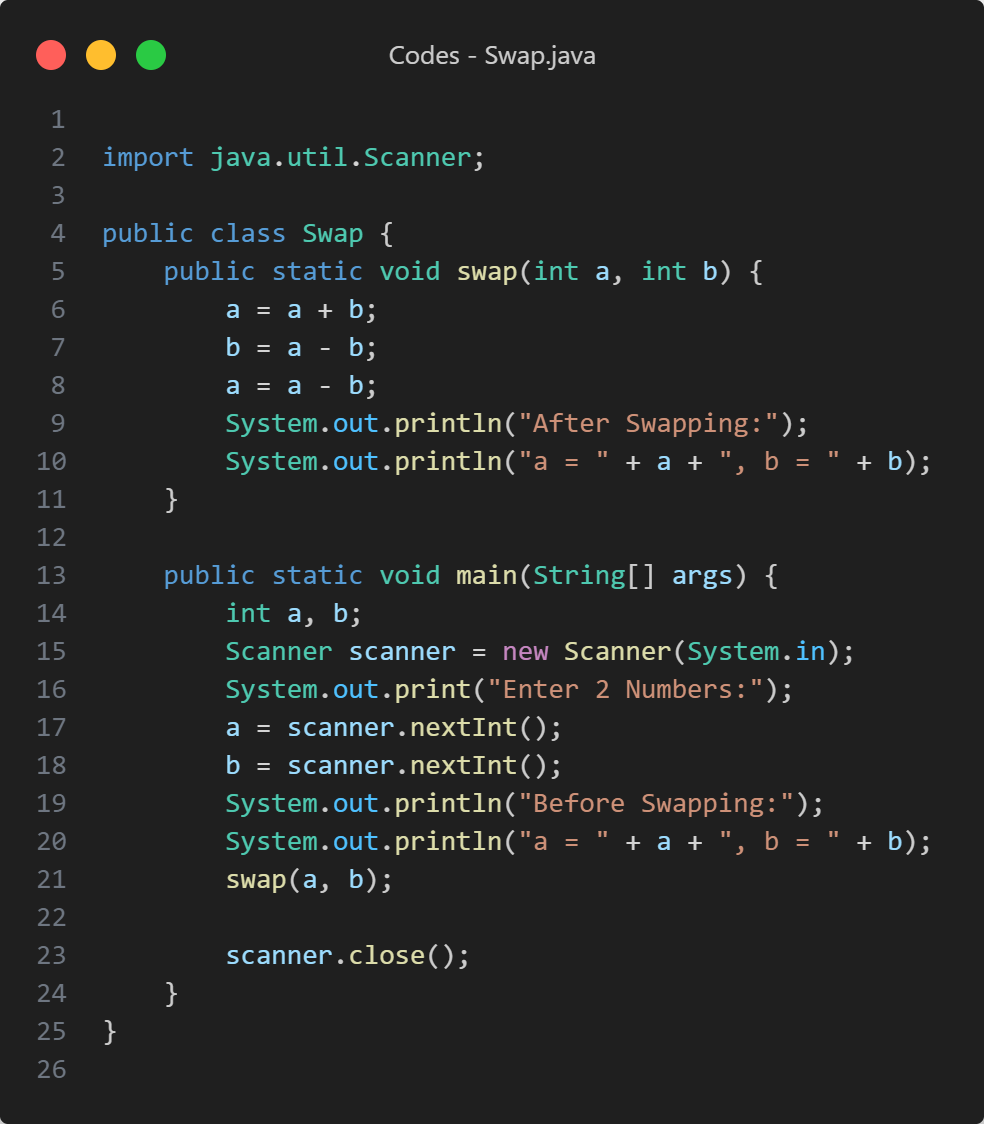 Codes - Swap.java
1
2 import java.util.Scanner;
3
4 public class Swap {
5     public static void swap(int a, int b) {
6         a = a + b;
7         b = a - b;
8         a = a - b;
9         System.out.println("After Swapping:");
10         System.out.println("a = " + a + ", b = " + b);
11     }
12
13     public static void main(String[] args) {
14         int a, b;
15         Scanner scanner = new Scanner(System.in);
16         System.out.print("Enter 2 Numbers:");
17         a = scanner.nextInt();
18         b = scanner.nextInt();
19         System.out.println("Before Swapping:");
20         System.out.println("a = " + a + ", b = " + b);
21         swap(a, b);
22
23         scanner.close();
24     }
25 }
26